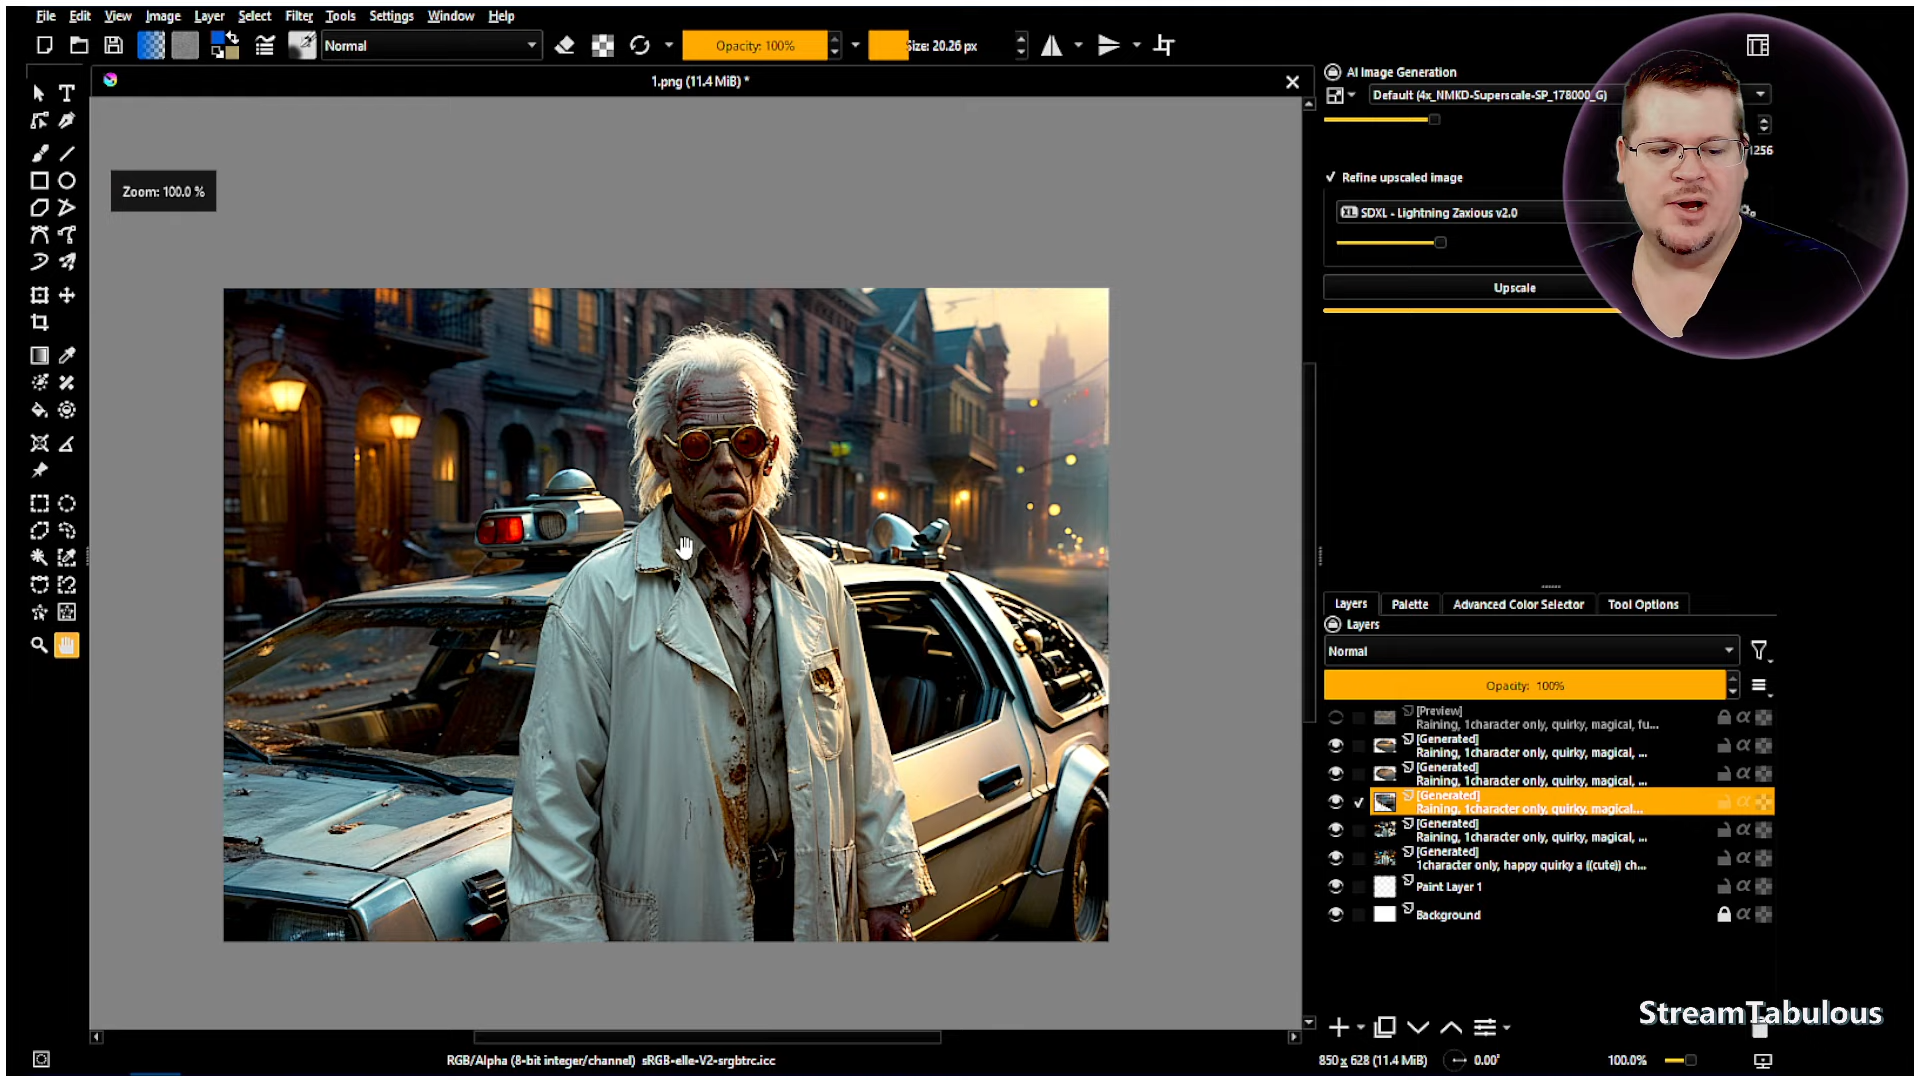 File Edit View Image Layer Select Filter Tools Settings Window Help
Normal
Opacity: 100%
Size: 20.26 px
1.png (11.4 MiB) *
Zoom: 100.0 %
AI Image Generation
Default (4x_NMKD-Superscale-SP_178000_G)
1256
Refine upscaled image
XL SDXL - Lightning Zaxious v2.0
Upscale
Layers Palette Advanced Color Selector Tool Options
Layers
Normal
Opacity: 100%
[Preview]
Raining, 1character only, quirky, magical, fu...
[Generated]
Raining, 1character only, quirky, magical, ...
[Generated]
Raining, 1character only, quirky, magical, ...
[Generated]
Raining, 1character only, quirky, magical...
[Generated]
Raining, 1character only, quirky, magical, ...
[Generated]
1character only, happy quirky a ((cute)) ch...
Paint Layer 1
Background
StreamTabulous
RGB/Alpha (8-bit integer/channel) sRGB-elle-V2-srgbtrc.icc
850 x 628 (11.4 MiB)
0.00°
100.0%